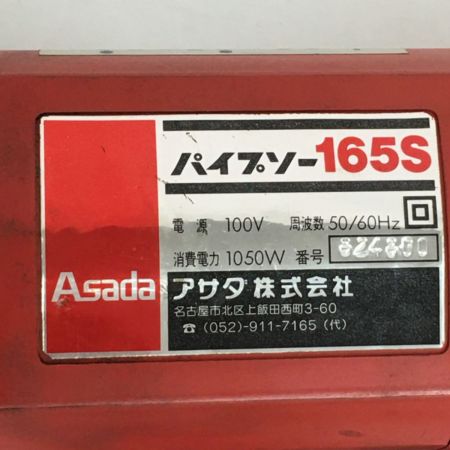 パイプソー165S
電源 100V 周波数 50/60Hz
消費電力 1050W 番号
Asada アサダ株式会社
名古屋市北区上飯田西町3-60
☎ (052)-911-7165 (代)